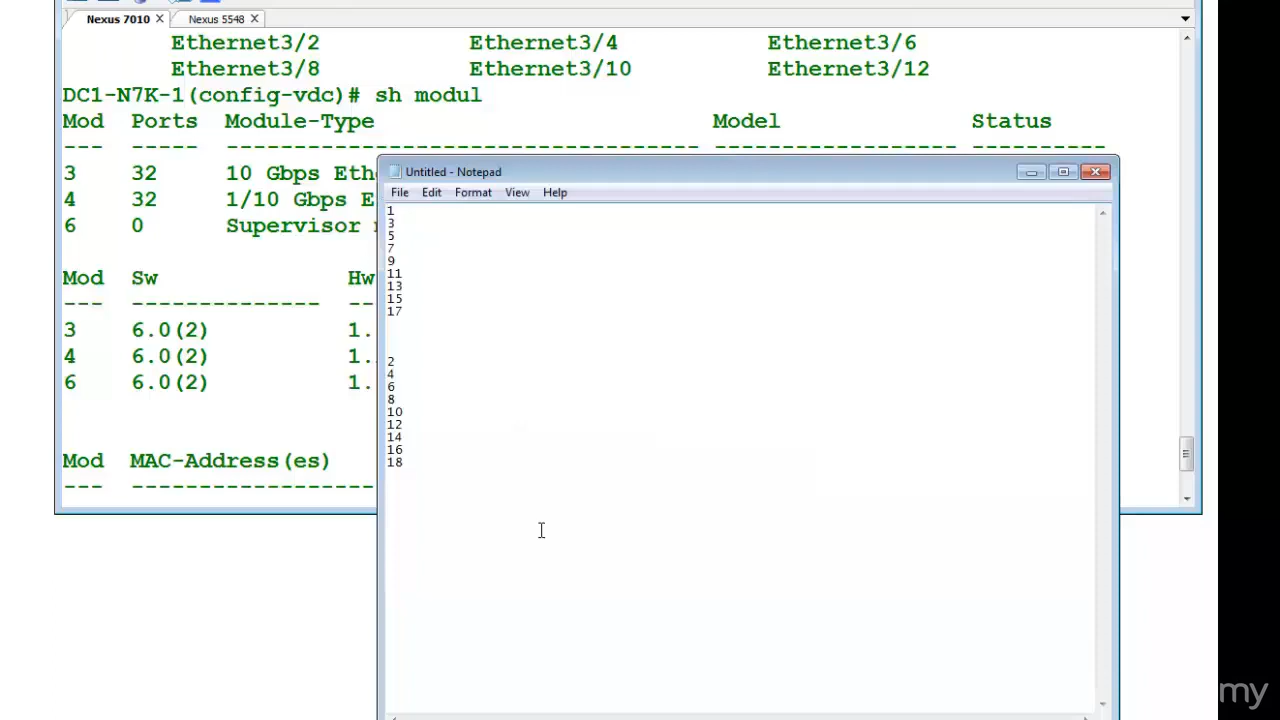 Nexus 7010 Nexus 5548
Ethernet3/2 Ethernet3/4 Ethernet3/6
Ethernet3/8 Ethernet3/10 Ethernet3/12
DC1-N7K-1(config-vdc)# sh modul
Mod Ports Module-Type Model Status
--- ----- ----------------------------------- ------------------ ----------
3 32 10 Gbps Eth
4 32 1/10 Gbps E
6 0 Supervisor
Mod Sw Hw
--- -------------- --
3 6.0(2) 1.
4 6.0(2) 1.
6 6.0(2) 1.
Mod MAC-Address(es)
--- ------------------
Untitled - Notepad
File Edit Format View Help
1
3
5
7
9
11
13
15
17
2
4
6
8
10
12
14
16
18
my